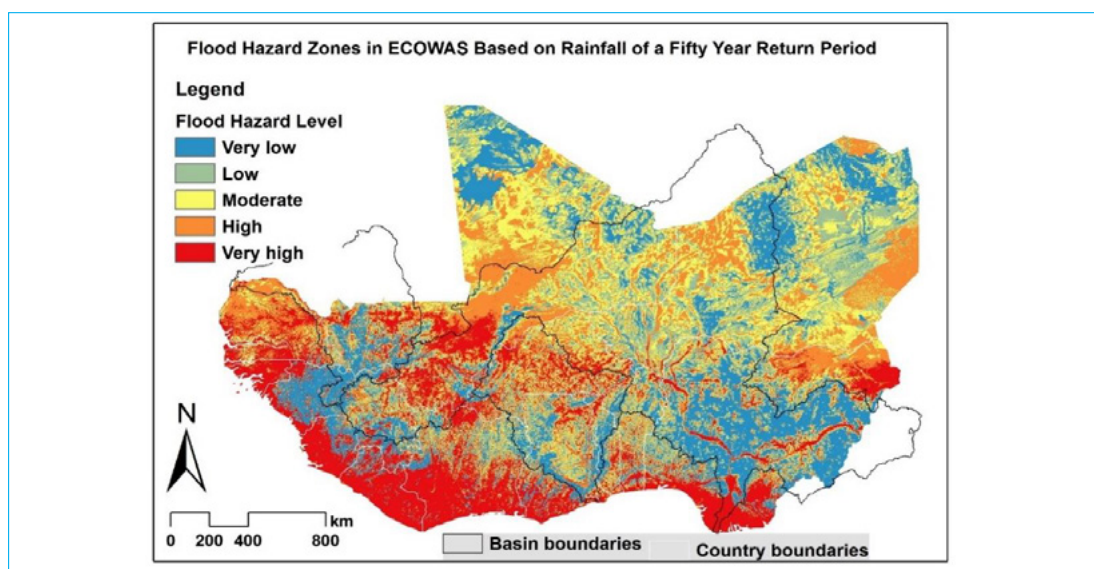 Flood Hazard Zones in ECOWAS Based on Rainfall of a Fifty Year Return Period
Legend
Flood Hazard Level
Very low
Low
Moderate
High
Very high
N
km
0 200 400 800
Basin boundaries
Country boundaries